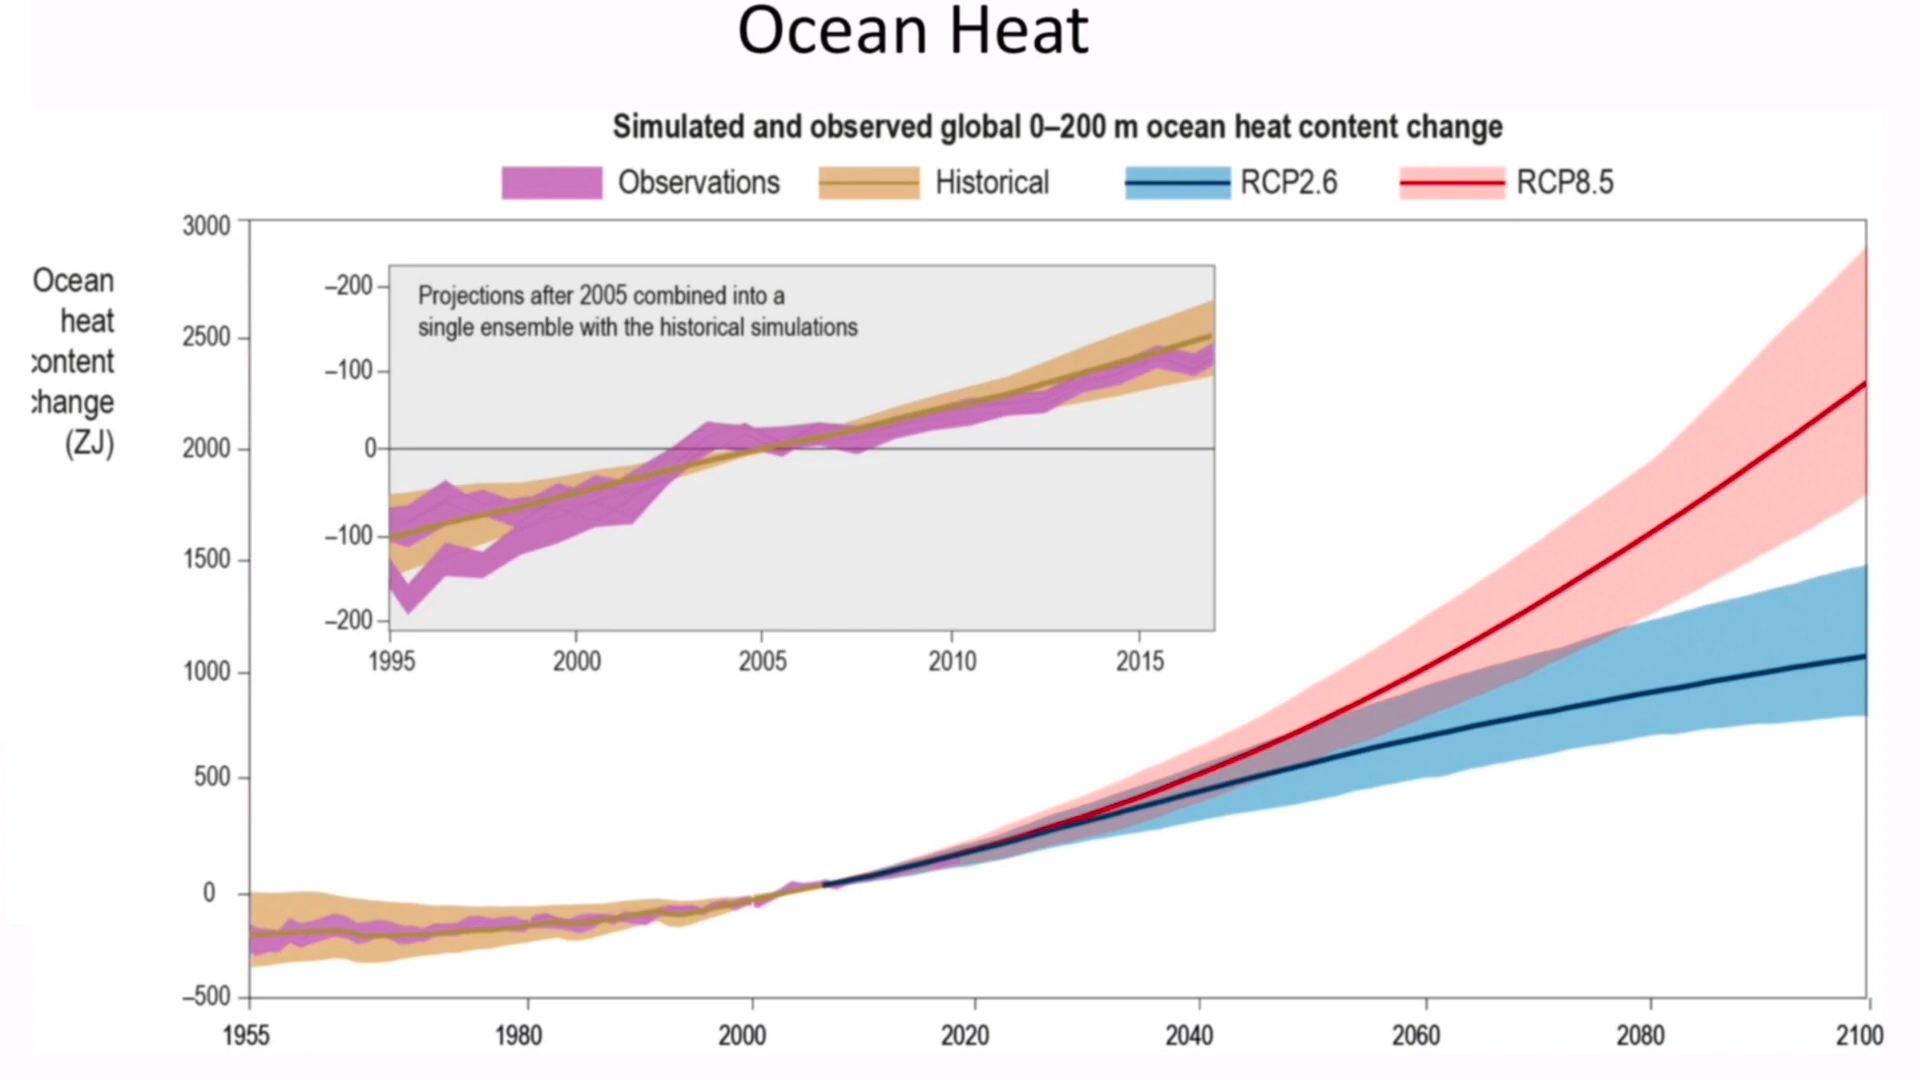 Ocean Heat
Simulated and observed global 0–200 m ocean heat content change
Observations Historical RCP2.6 RCP8.5
Ocean
heat
content
change
(ZJ)
3000
2500
2000
1500
1000
500
0
–500
1955 1980 2000 2020 2040 2060 2080 2100
Projections after 2005 combined into a
single ensemble with the historical simulations
–200
–100
0
–100
–200
1995 2000 2005 2010 2015